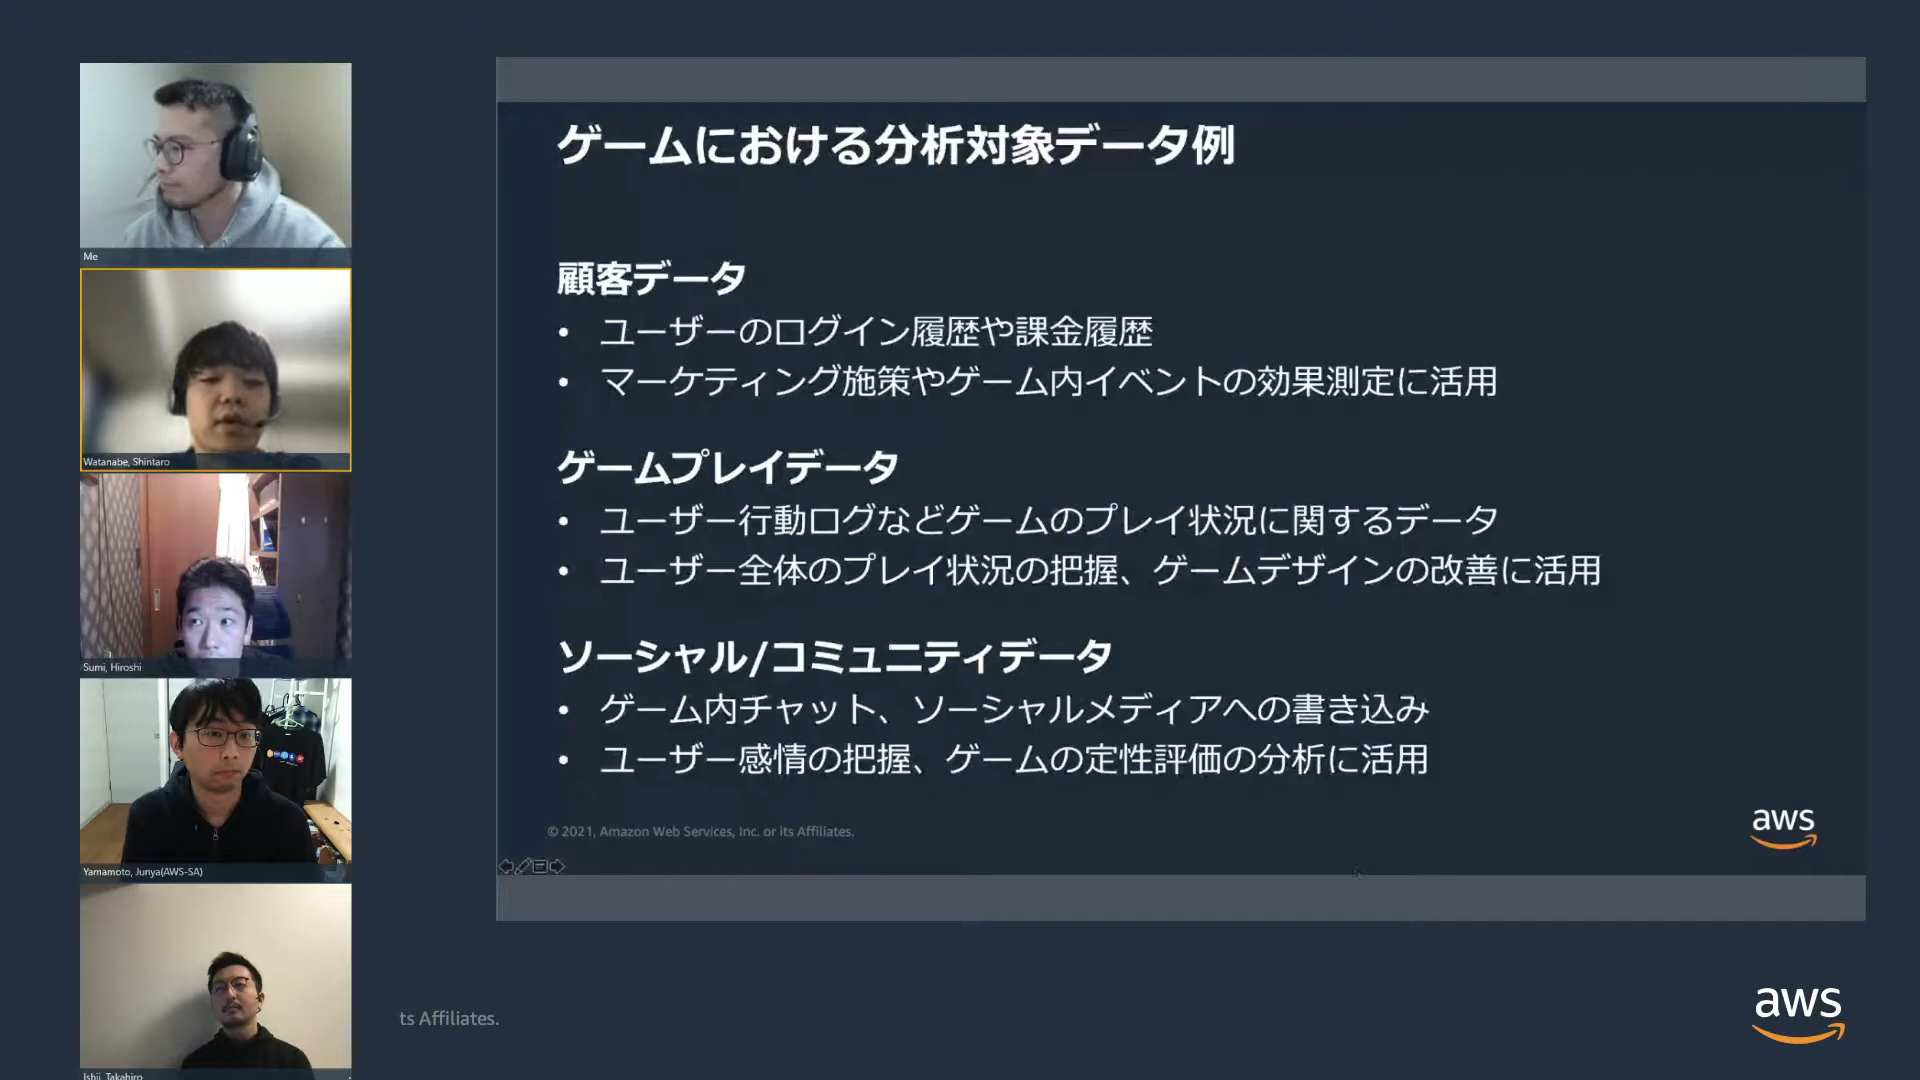 Me
Watanabe, Shintaro
Sumi, Hiroshi
Yamamoto, Junya(AWS-SA)
Ishii, Takahiro
ゲームにおける分析対象データ例
顧客データ
• ユーザーのログイン履歴や課金履歴
• マーケティング施策やゲーム内イベントの効果測定に活用
ゲームプレイデータ
• ユーザー行動ログなどゲームのプレイ状況に関するデータ
• ユーザー全体のプレイ状況の把握、ゲームデザインの改善に活用
ソーシャル/コミュニティデータ
• ゲーム内チャット、ソーシャルメディアへの書き込み
• ユーザー感情の把握、ゲームの定性評価の分析に活用
© 2021, Amazon Web Services, Inc. or its Affiliates.
aws
ts Affiliates.
aws